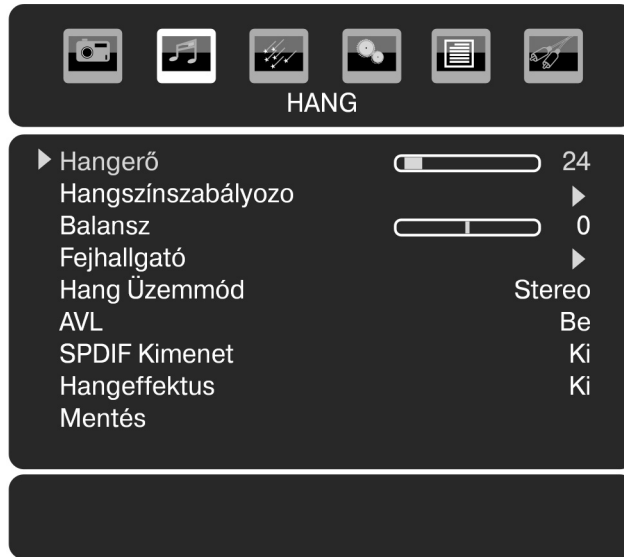 HANG
Hangerő 24
Hangszínszabályozo
Balansz 0
Fejhallgató
Hang Üzemmód Stereo
AVL Be
SPDIF Kimenet Ki
Hangeffektus Ki
Mentés